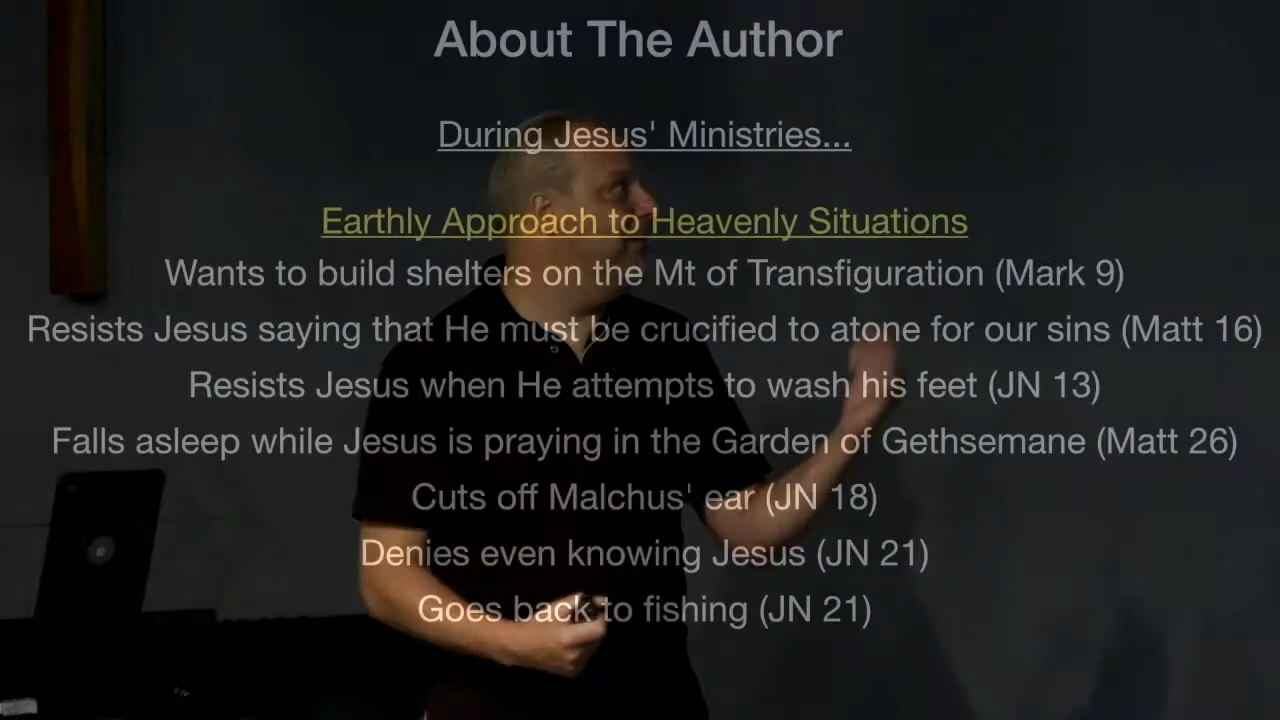 About The Author
During Jesus' Ministries...
Earthly Approach to Heavenly Situations
Wants to build shelters on the Mt of Transfiguration (Mark 9)
Resists Jesus saying that He must be crucified to atone for our sins (Matt 16)
Resists Jesus when He attempts to wash his feet (JN 13)
Falls asleep while Jesus is praying in the Garden of Gethsemane (Matt 26)
Cuts off Malchus' ear (JN 18)
Denies even knowing Jesus (JN 21)
Goes back to fishing (JN 21)